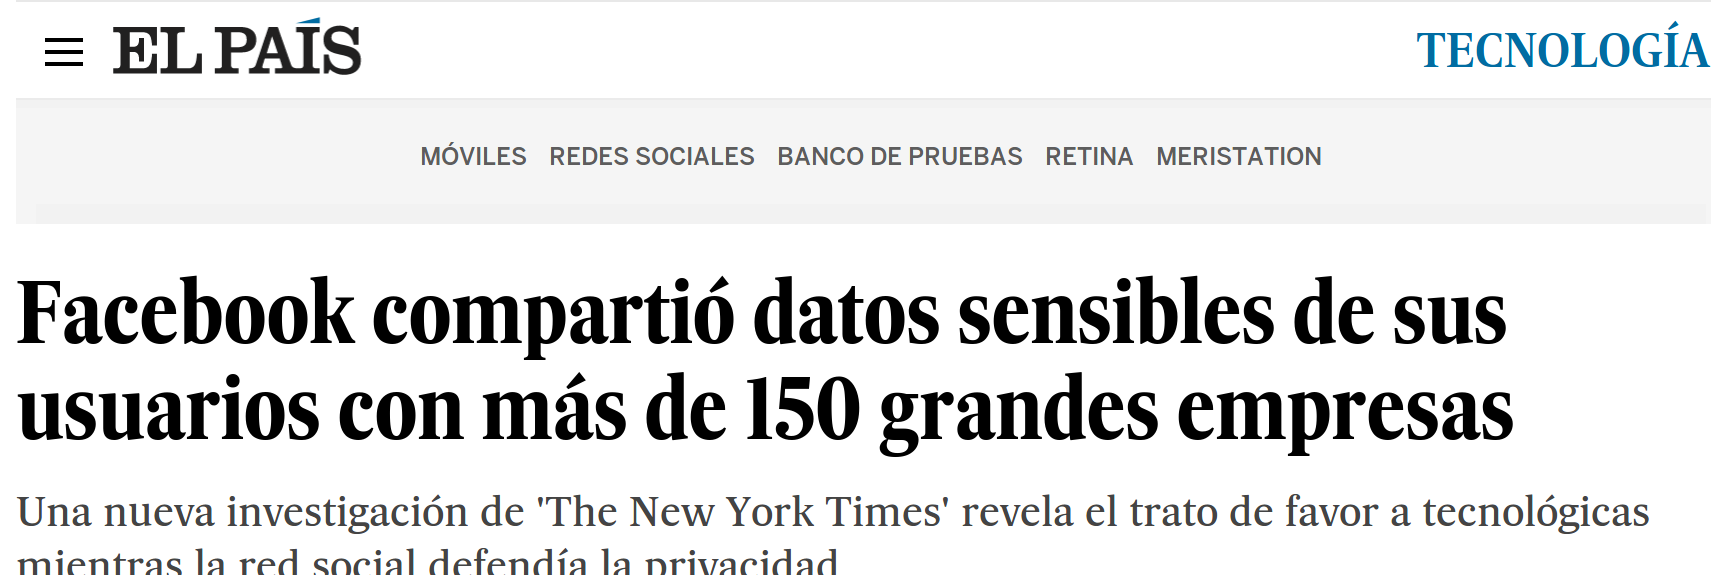 EL PAÍS
TECNOLOGÍA
MÓVILES REDES SOCIALES BANCO DE PRUEBAS RETINA MERISTATION
Facebook compartió datos sensibles de sus
usuarios con más de 150 grandes empresas
Una nueva investigación de 'The New York Times' revela el trato de favor a tecnológicas
mientras la red social defendía la privacidad